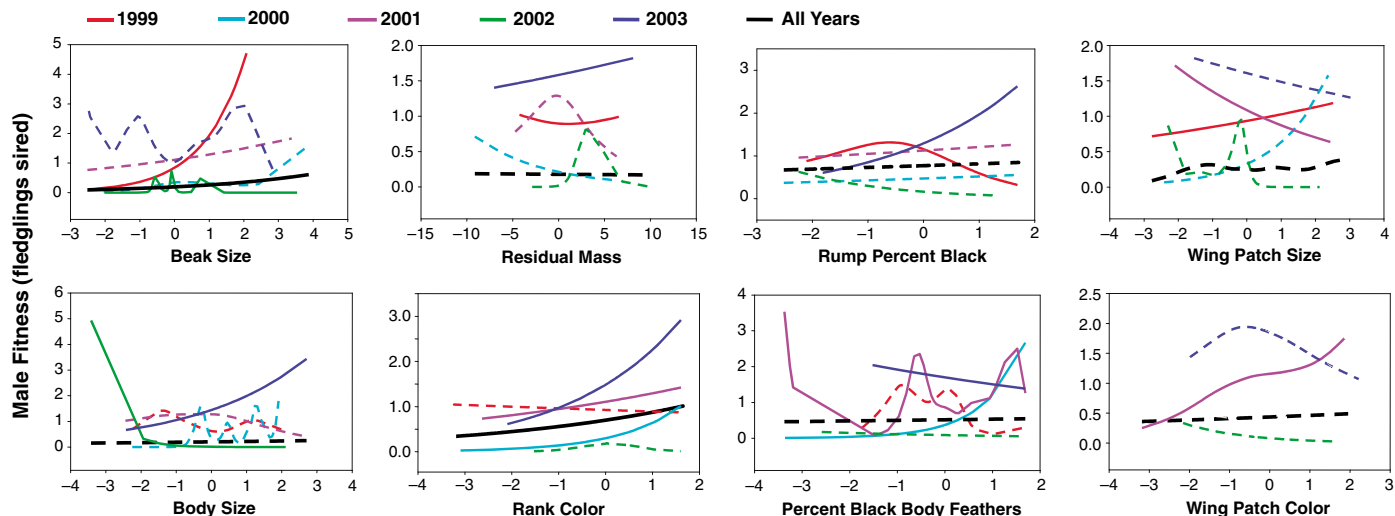 1999 2000 2001 2002 2003 All Years
Male Fitness (fledglings sired)
5
4
3
2
1
0
−3 −2 −1 0 1 2 3 4 5
Beak Size
2.0
1.5
1.0
0.5
0.0
−15 −10 −5 0 5 10 15
Residual Mass
3
2
1
0
−3 −2 −1 0 1 2
Rump Percent Black
2.0
1.5
1.0
0.5
0.0
−4 −3 −2 −1 0 1 2 3 4
Wing Patch Size
6
5
4
3
2
1
0
−4 −3 −2 −1 0 1 2 3 4
Body Size
3.0
2.0
1.0
0.0
−4 −3 −2 −1 0 1 2
Rank Color
4
3
2
1
0
−4 −3 −2 −1 0 1 2
Percent Black Body Feathers
2.5
2.0
1.5
1.0
0.5
0.0
−4 −3 −2 −1 0 1 2 3
Wing Patch Color